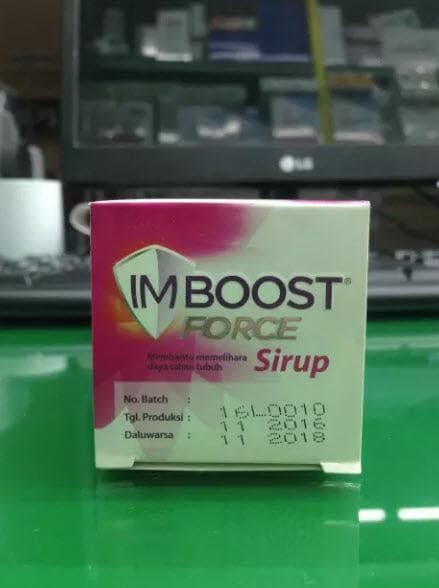 LG
IMBOOST®
FORCE
Membantu memelihara
daya tahan tubuh
Sirup
No. Batch : 16L0010
Tgl. Produksi : 11 2016
Daluwarsa : 11 2018